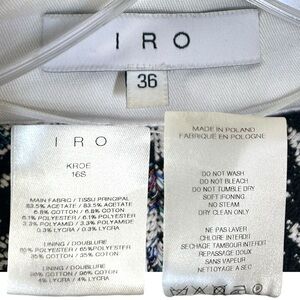 IRO
36
IRO
KROE
16S
MAIN FABRIC / TISSU PRINCIPAL
83.5% ACETATE / 83.5% ACETATE
6.8% COTTON / 6.8% COTON
6.1% POLYESTER / 6.1% POLYESTER
3.3% POLYAMIDE / 3.3% POLYAMIDE
0.3% LYCRA / 0.3% LYCRA
LINING / DOUBLURE
65% POLYESTER / 65% POLYESTER
35% COTTON / 35% COTON
LINING / DOUBLURE
96% COTTON / 96% COTON
4% LYCRA / 4% LYCRA
MADE IN POLAND
FABRIQUE EN POLOGNE
DO NOT WASH
DO NOT BLEACH
DO NOT TUMBLE DRY
SOFT IRONING
NO STEAM
DRY CLEAN ONLY
NE PAS LAVER
CHLORE INTERDIT
SECHAGE TAMBOUR INTERDIT
REPASSAGE DOUX
SANS VAPEUR
NETTOYAGE A SEC